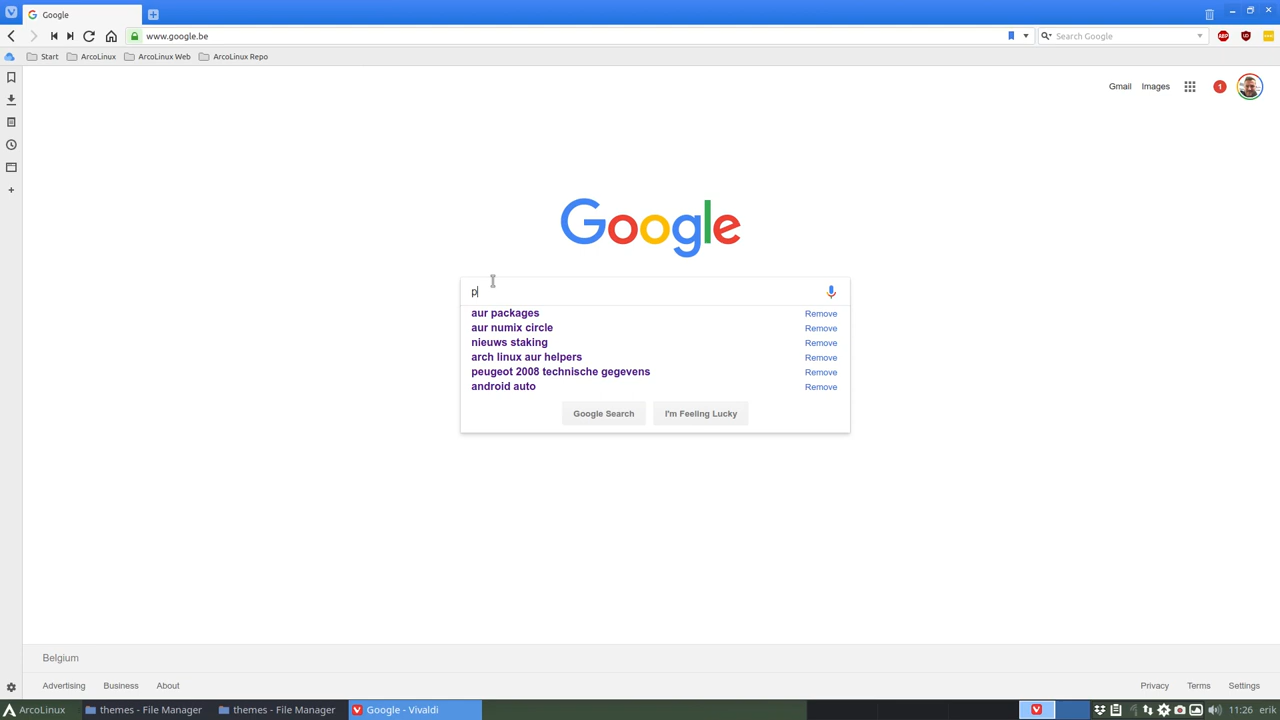 Google
www.google.be
Search Google
ABP
Start
ArcoLinux
ArcoLinux Web
ArcoLinux Repo
Gmail
Images
1
Google
p
aur packages Remove
aur numix circle Remove
nieuws staking Remove
arch linux aur helpers Remove
peugeot 2008 technische gegevens Remove
android auto Remove
Google Search
I'm Feeling Lucky
Belgium
Advertising
Business
About
Privacy
Terms
Settings
ArcoLinux
themes - File Manager
themes - File Manager
Google - Vivaldi
11:26
erik